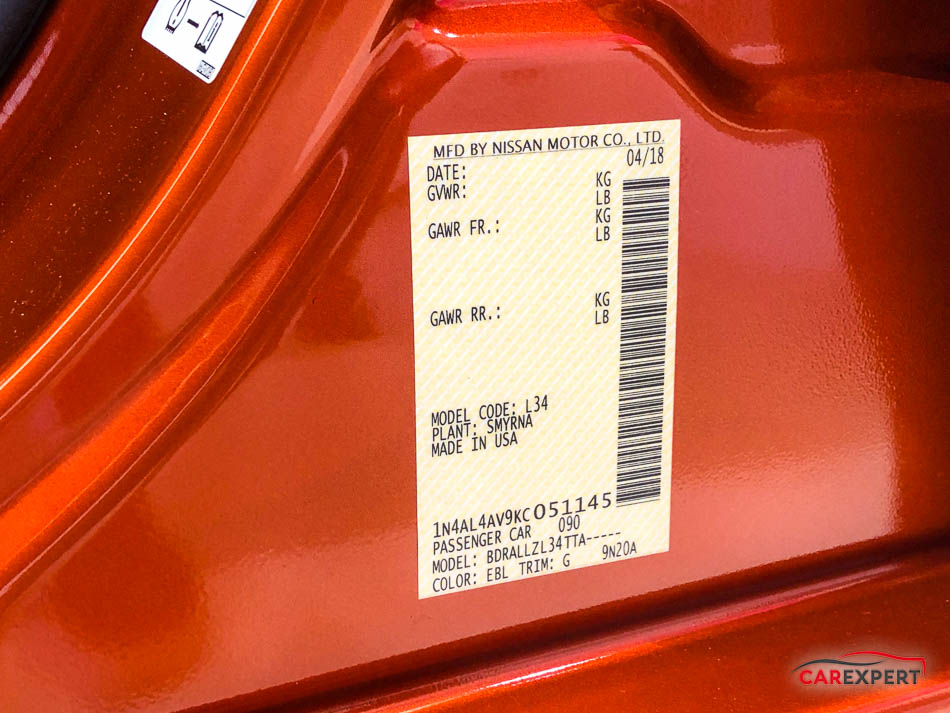 MFD BY NISSAN MOTOR CO., LTD.
DATE: 04/18
GVWR: KG
LB
GAWR FR.: KG
LB
GAWR RR.: KG
LB
MODEL CODE: L34
PLANT: SMYRNA
MADE IN USA
1N4AL4AV9KC051145
PASSENGER CAR 090
MODEL: BDRALLZL34TTA-----
COLOR: EBL TRIM: G 9N20A
CAREXPERT